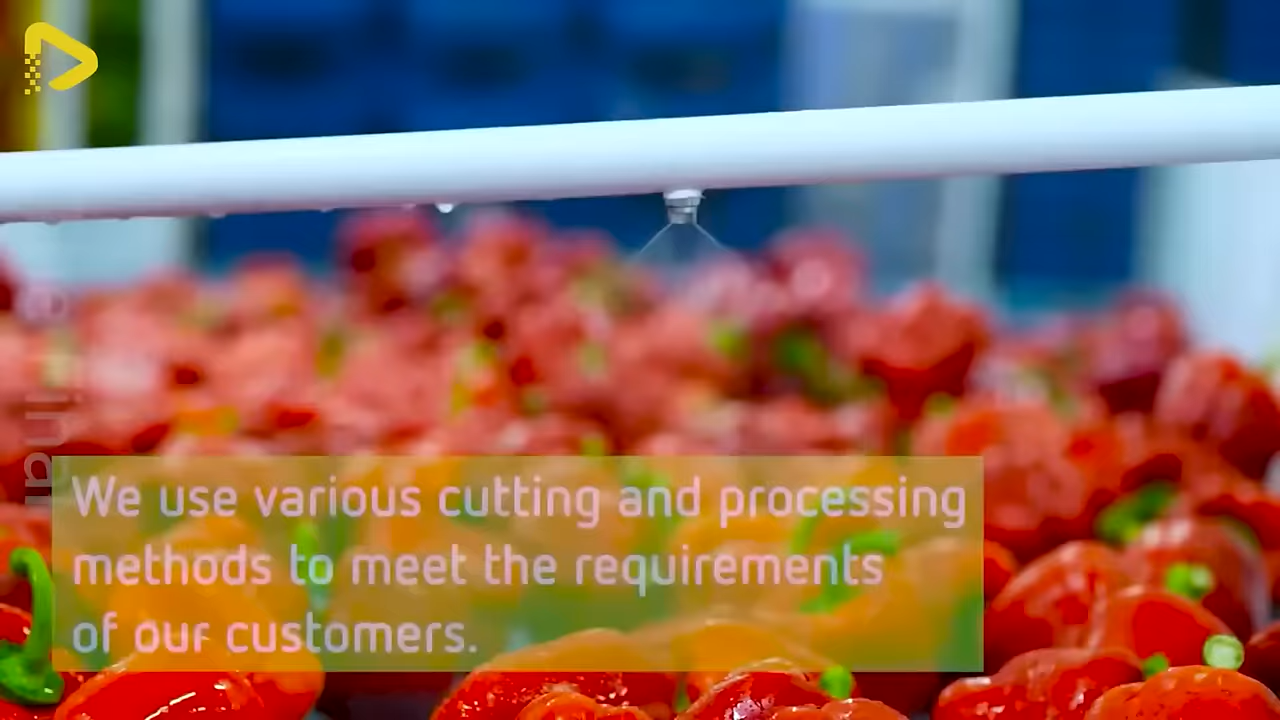 We use various cutting and processing
methods to meet the requirements
of our customers.